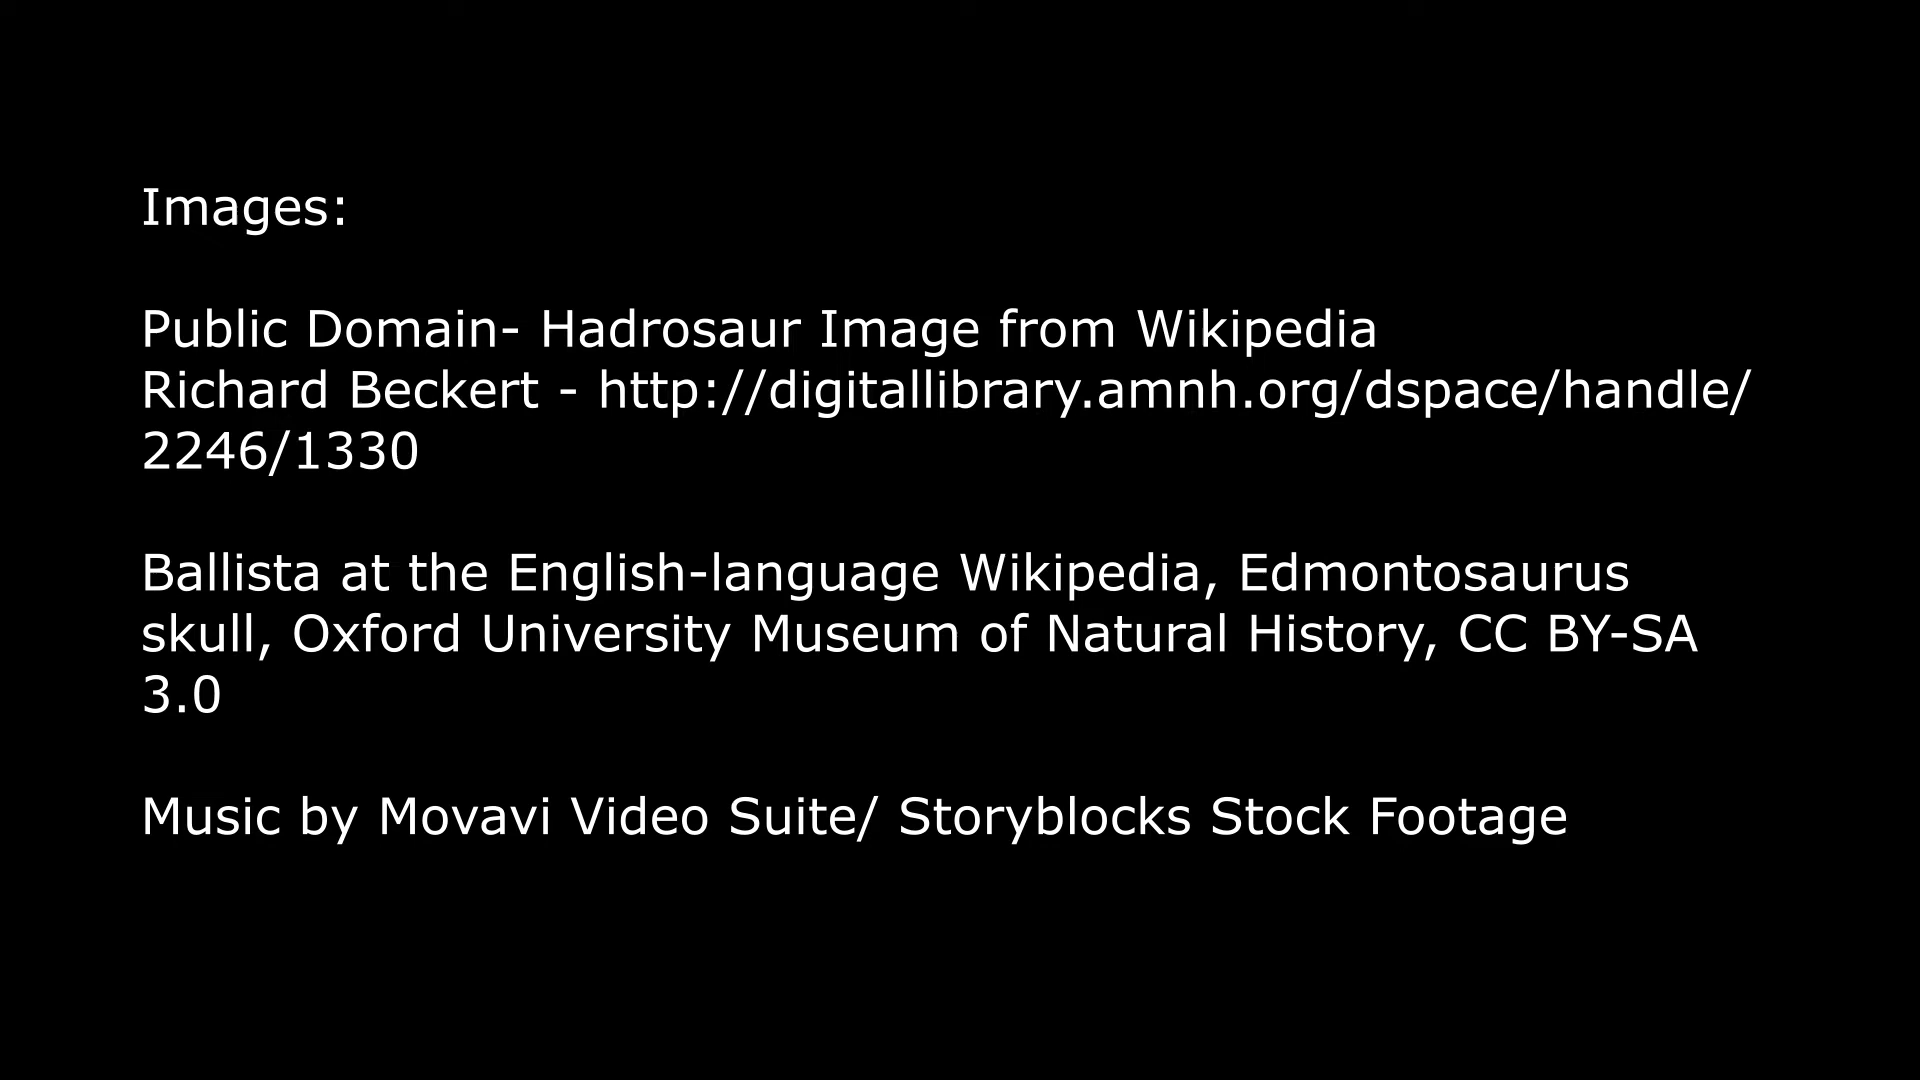 Images:
Public Domain- Hadrosaur Image from Wikipedia
Richard Beckert - http://digitallibrary.amnh.org/dspace/handle/
2246/1330
Ballista at the English-language Wikipedia, Edmontosaurus
skull, Oxford University Museum of Natural History, CC BY-SA
3.0
Music by Movavi Video Suite/ Storyblocks Stock Footage